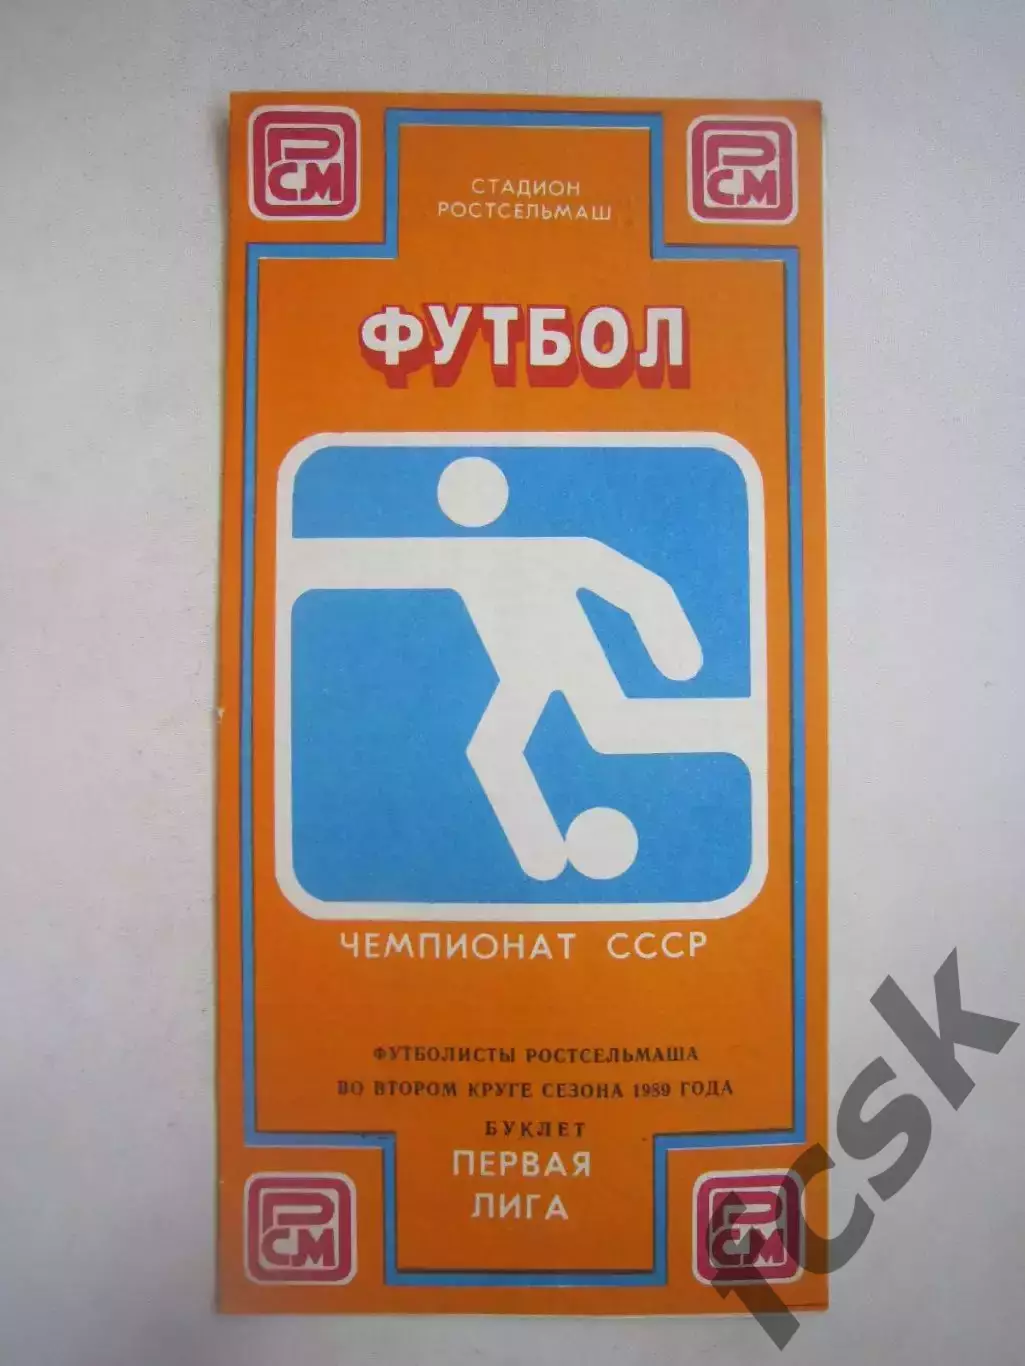 РСМ
РСМ
СТАДИОН
РОСТСЕЛЬМАШ
ФУТБОЛ
ЧЕМПИОНАТ СССР
ФУТБОЛИСТЫ РОСТСЕЛЬМАША
ВО ВТОРОМ КРУГЕ СЕЗОНА 1989 ГОДА
БУКЛЕТ
ПЕРВАЯ
ЛИГА
РСМ
РСМ
TCSK